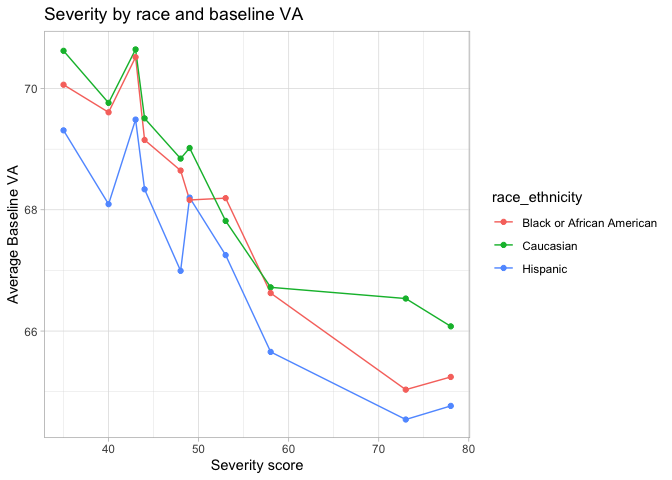 Severity by race and baseline VA
Average Baseline VA
70
68
66
40
50
60
70
80
Severity score
race_ethnicity
Black or African American
Caucasian
Hispanic